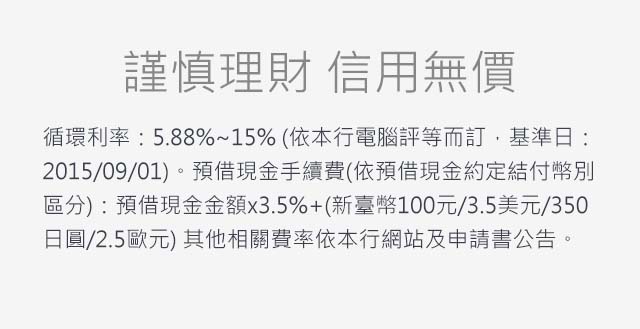 謹慎理財 信用無價
循環利率：5.88%~15% (依本行電腦評等而訂，基準日：
2015/09/01)。預借現金手續費(依預借現金約定結付幣別
區分)：預借現金金額x3.5%+(新臺幣100元/3.5美元/350
日圓/2.5歐元) 其他相關費率依本行網站及申請書公告。